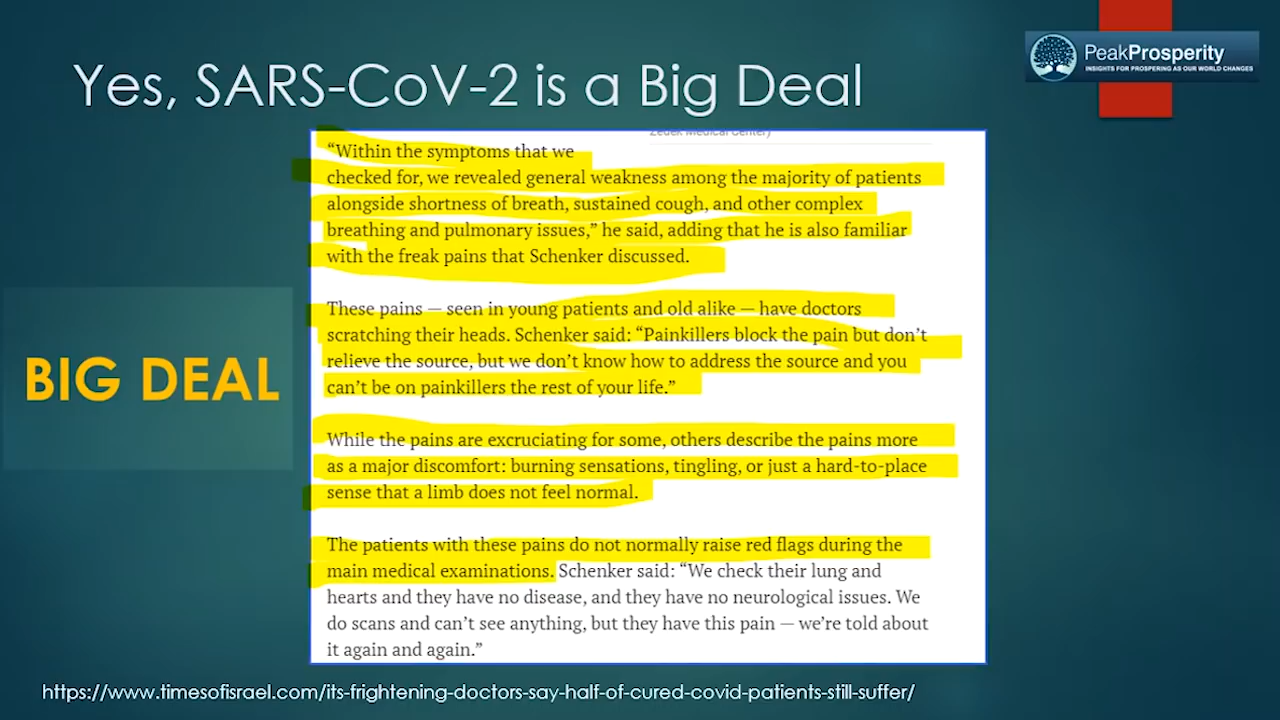 Yes, SARS-CoV-2 is a Big Deal
PeakProsperity
INSIGHTS FOR PROSPERING AS OUR WORLD CHANGES
Zedek Medical Center)
“Within the symptoms that we
checked for, we revealed general weakness among the majority of patients
alongside shortness of breath, sustained cough, and other complex
breathing and pulmonary issues,” he said, adding that he is also familiar
with the freak pains that Schenker discussed.
These pains — seen in young patients and old alike — have doctors
scratching their heads. Schenker said: “Painkillers block the pain but don’t
relieve the source, but we don’t know how to address the source and you
can’t be on painkillers the rest of your life.”
While the pains are excruciating for some, others describe the pains more
as a major discomfort: burning sensations, tingling, or just a hard-to-place
sense that a limb does not feel normal.
The patients with these pains do not normally raise red flags during the
main medical examinations. Schenker said: “We check their lung and
hearts and they have no disease, and they have no neurological issues. We
do scans and can’t see anything, but they have this pain — we’re told about
it again and again.”
BIG DEAL
https://www.timesofisrael.com/its-frightening-doctors-say-half-of-cured-covid-patients-still-suffer/